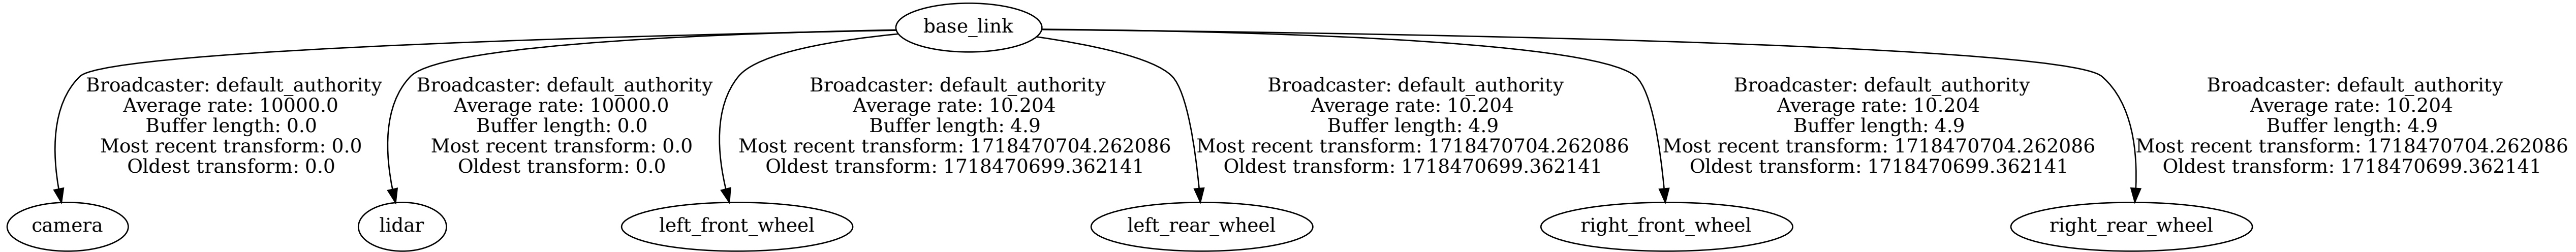 base_link
Broadcaster: default_authority
Average rate: 10000.0
Buffer length: 0.0
Most recent transform: 0.0
Oldest transform: 0.0
Broadcaster: default_authority
Average rate: 10000.0
Buffer length: 0.0
Most recent transform: 0.0
Oldest transform: 0.0
Broadcaster: default_authority
Average rate: 10.204
Buffer length: 4.9
Most recent transform: 1718470704.262086
Oldest transform: 1718470699.362141
Broadcaster: default_authority
Average rate: 10.204
Buffer length: 4.9
Most recent transform: 1718470704.262086
Oldest transform: 1718470699.362141
Broadcaster: default_authority
Average rate: 10.204
Buffer length: 4.9
Most recent transform: 1718470704.262086
Oldest transform: 1718470699.362141
Broadcaster: default_authority
Average rate: 10.204
Buffer length: 4.9
Most recent transform: 1718470704.262086
Oldest transform: 1718470699.362141
camera
lidar
left_front_wheel
left_rear_wheel
right_front_wheel
right_rear_wheel